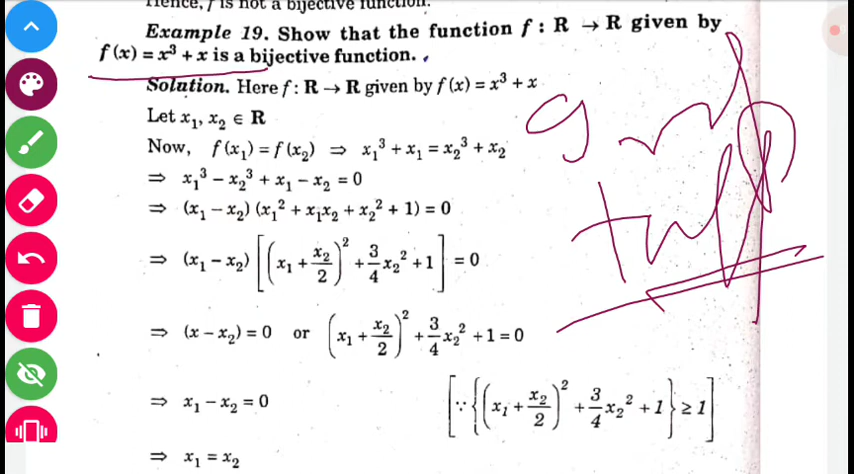 Hence, f is not a bijective function.
Example 19. Show that the function f : R → R given by
f (x) = x³ + x is a bijective function.
Solution. Here f : R → R given by f (x) = x³ + x
Let x₁, x₂ ∈ R
Now, f(x₁) = f(x₂) ⇒ x₁³ + x₁ = x₂³ + x₂
⇒ x₁³ − x₂³ + x₁ − x₂ = 0
⇒ (x₁ − x₂) (x₁² + x₁x₂ + x₂² + 1) = 0
⇒ (x₁ − x₂) [(x₁ + x₂/2)² + 3/4 x₂² + 1] = 0
⇒ (x − x₂) = 0 or (x₁ + x₂/2)² + 3/4 x₂² + 1 = 0
⇒ x₁ − x₂ = 0 [∵ {(x₁ + x₂/2)² + 3/4 x₂² + 1} ≥ 1]
⇒ x₁ = x₂